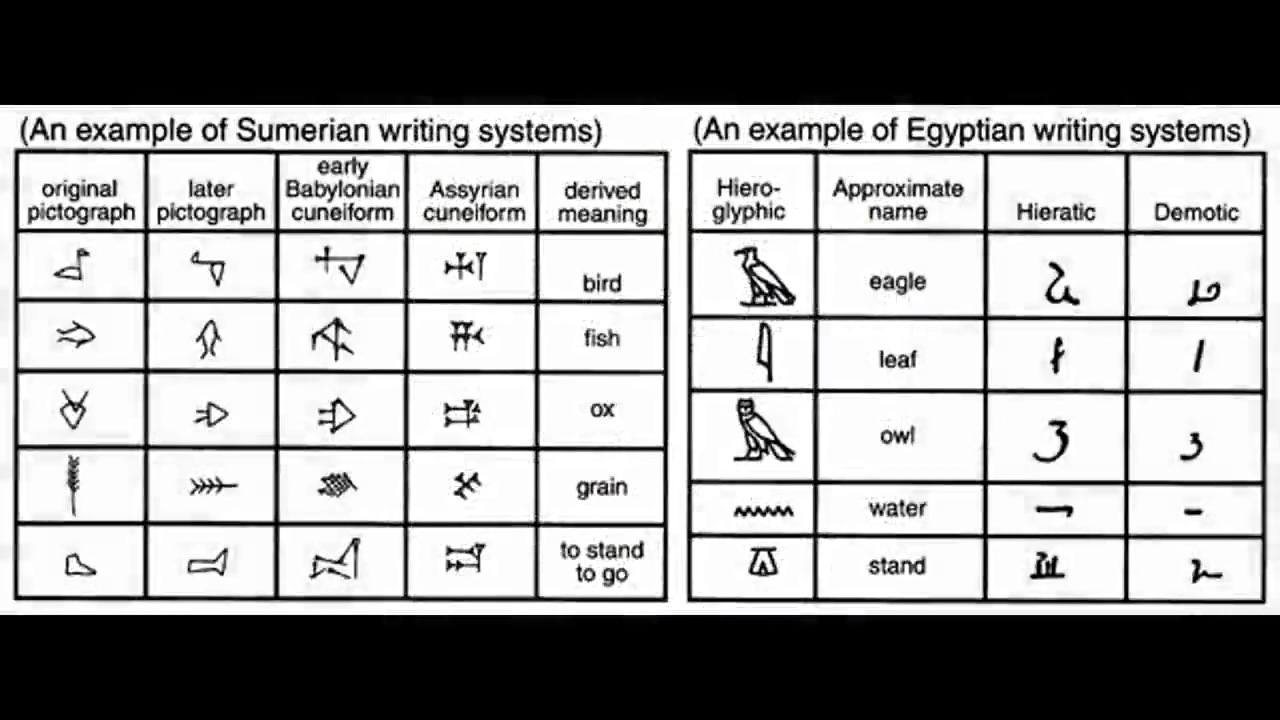 (An example of Sumerian writing systems)
original pictograph
later pictograph
early Babylonian cuneiform
Assyrian cuneiform
derived meaning
bird
fish
ox
grain
to stand
to go
(An example of Egyptian writing systems)
Hiero-
glyphic
Approximate name
Hieratic
Demotic
eagle
leaf
owl
water
stand